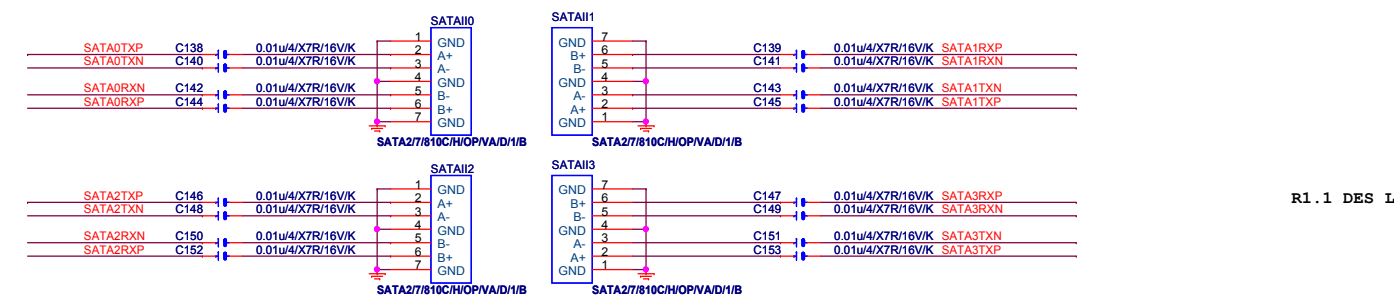 SATAII0 SATAII1
1 GND GND 7
SATA0TXP C138 0.01u/4/X7R/16V/K 2 A+ B+ 6 C139 0.01u/4/X7R/16V/K SATA1RXP
SATA0TXN C140 0.01u/4/X7R/16V/K 3 A- B- 5 C141 0.01u/4/X7R/16V/K SATA1RXN
4 GND GND 4
SATA0RXN C142 0.01u/4/X7R/16V/K 5 B- A- 3 C143 0.01u/4/X7R/16V/K SATA1TXN
SATA0RXP C144 0.01u/4/X7R/16V/K 6 B+ A+ 2 C145 0.01u/4/X7R/16V/K SATA1TXP
7 GND GND 1
SATA2/7/810C/H/OP/VA/D/1/B SATA2/7/810C/H/OP/VA/D/1/B
SATAII2 SATAII3
1 GND GND 7
SATA2TXP C146 0.01u/4/X7R/16V/K 2 A+ B+ 6 C147 0.01u/4/X7R/16V/K SATA3RXP R1.1 DES L
SATA2TXN C148 0.01u/4/X7R/16V/K 3 A- B- 5 C149 0.01u/4/X7R/16V/K SATA3RXN
4 GND GND 4
SATA2RXN C150 0.01u/4/X7R/16V/K 5 B- A- 3 C151 0.01u/4/X7R/16V/K SATA3TXN
SATA2RXP C152 0.01u/4/X7R/16V/K 6 B+ A+ 2 C153 0.01u/4/X7R/16V/K SATA3TXP
7 GND GND 1
SATA2/7/810C/H/OP/VA/D/1/B SATA2/7/810C/H/OP/VA/D/1/B